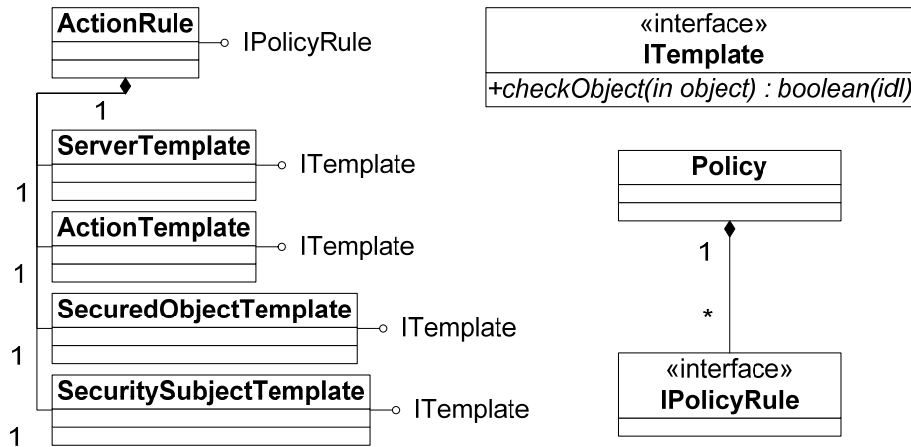 ActionRule
IPolicyRule
1
ServerTemplate
ITemplate
1
ActionTemplate
ITemplate
1
SecuredObjectTemplate
ITemplate
1
SecuritySubjectTemplate
ITemplate
1
«interface»
ITemplate
+checkObject(in object) : boolean(idl)
Policy
1
*
«interface»
IPolicyRule